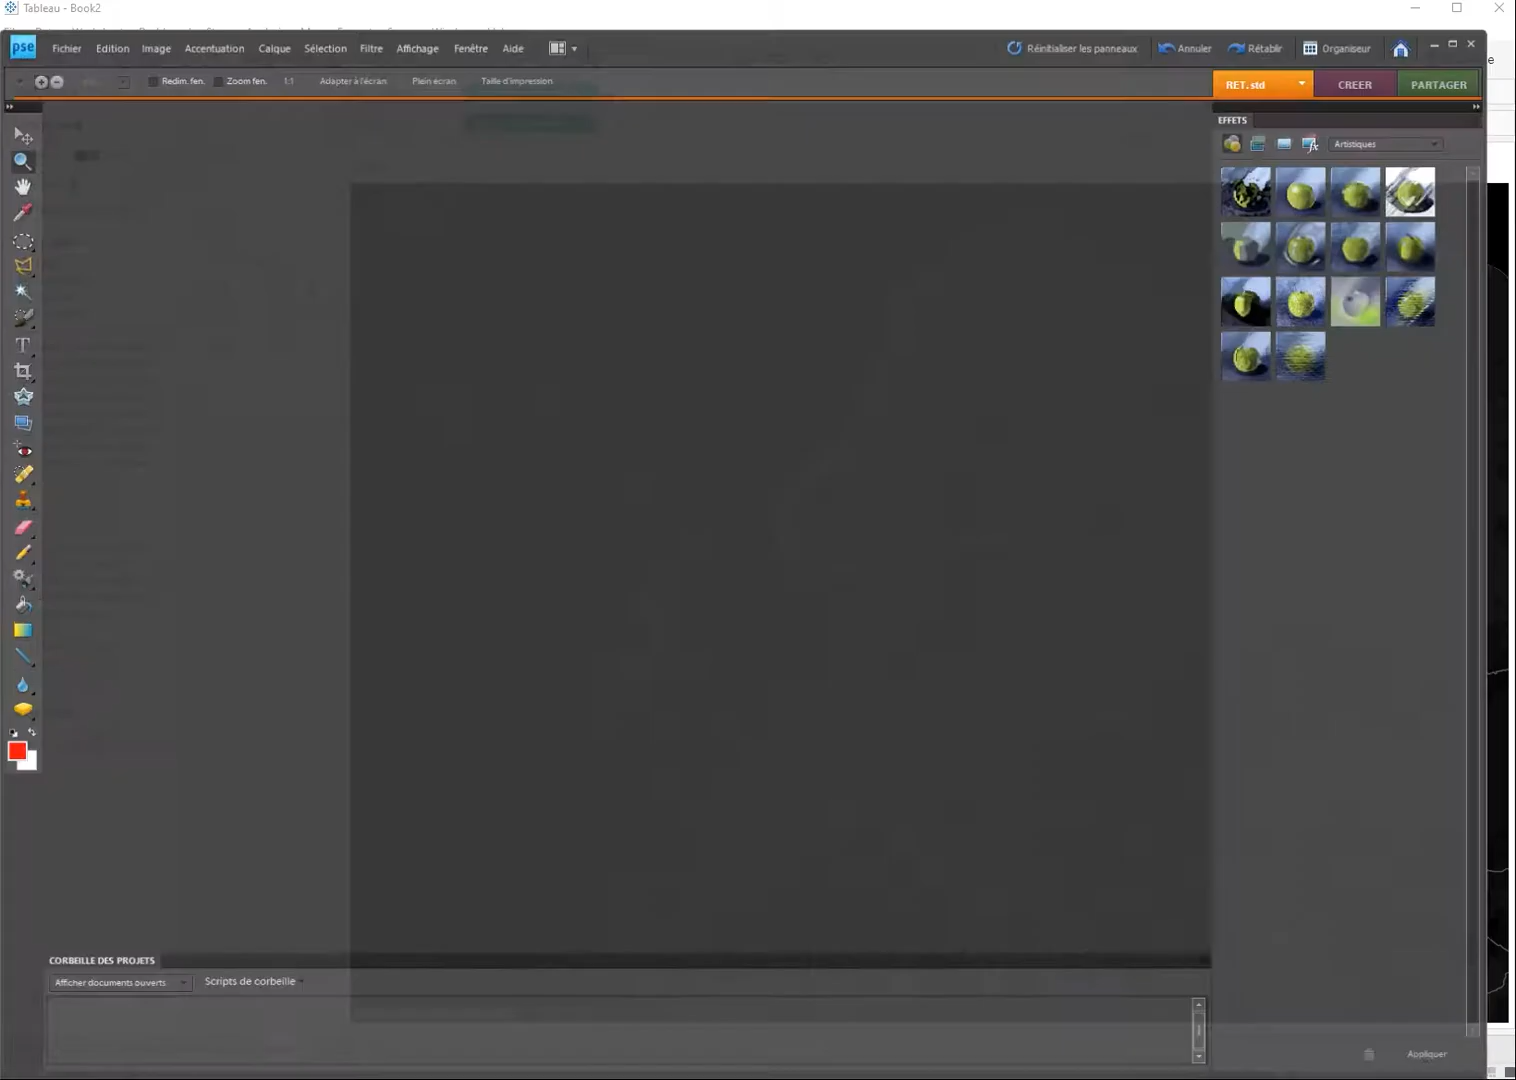 Tableau - Book2
pse Fichier Edition Image Accentuation Calque Sélection Filtre Affichage Fenêtre Aide Réinitialiser les panneaux Annuler Rétablir Organiseur
Redim. fen. Zoom fen. 1:1 Adapter à l'écran Plein écran Taille d'impression RET. std CREER PARTAGER
EFFETS
Artistiques
CORBEILLE DES PROJETS
Afficher documents ouverts Scripts de corbeille
Appliquer